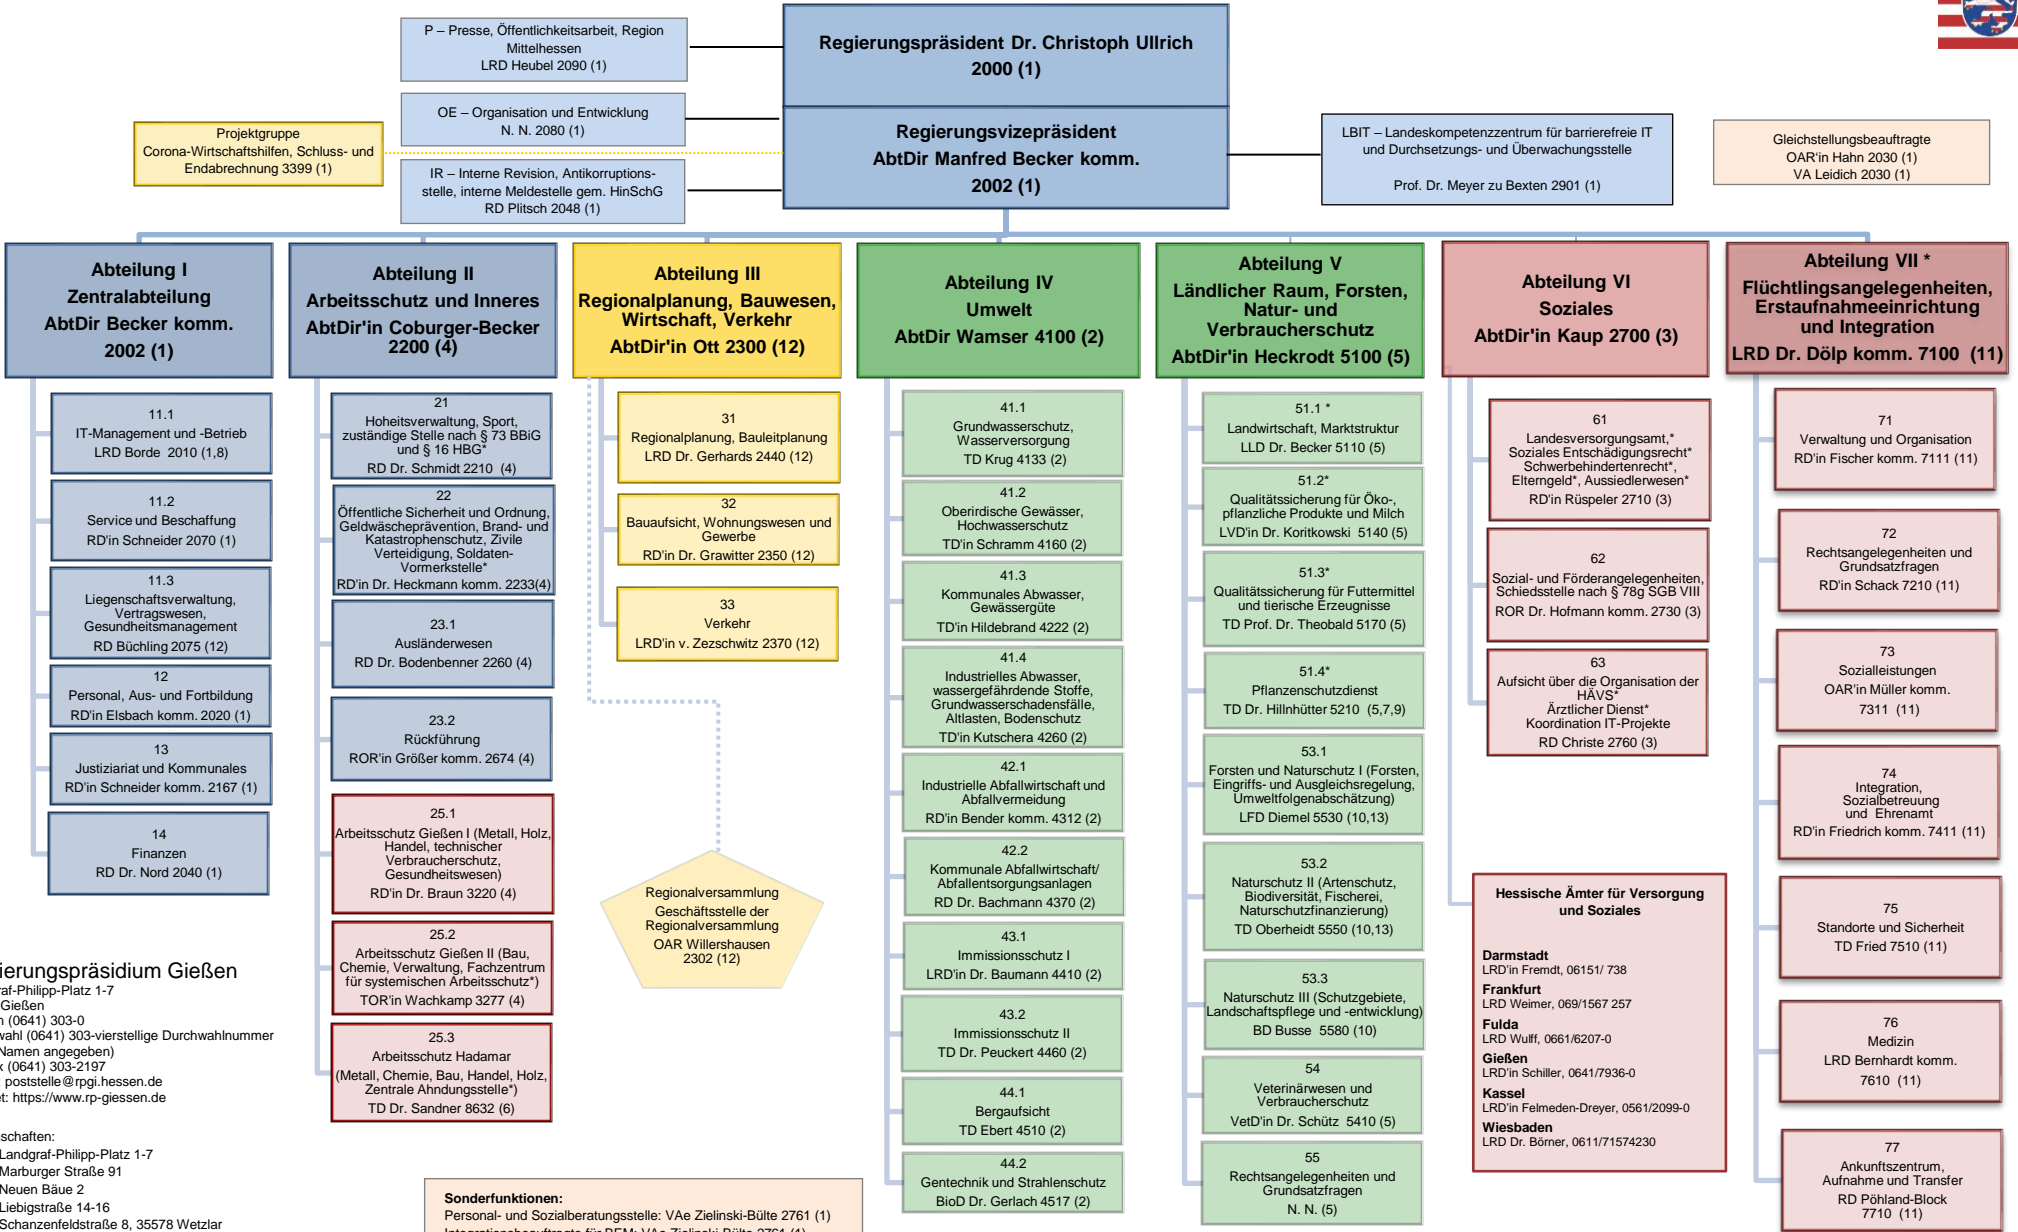 P – Presse, Öffentlichkeitsarbeit, Region
Mittelhessen
LRD Heubel 2090 (1)
Regierungspräsident Dr. Christoph Ullrich
2000 (1)
OE – Organisation und Entwicklung
N. N. 2080 (1)
Regierungsvizepräsident
AbtDir Manfred Becker komm.
2002 (1)
Projektgruppe
Corona-Wirtschaftshilfen, Schluss- und
Endabrechnung 3399 (1)
IR – Interne Revision, Antikorruptions-
stelle, interne Meldestelle gem. HinSchG
RD Plitsch 2048 (1)
LBIT – Landeskompetenzzentrum für barrierefreie IT
und Durchsetzungs- und Überwachungsstelle
Prof. Dr. Meyer zu Bexten 2901 (1)
Gleichstellungsbeauftragte
OAR'in Hahn 2030 (1)
VA Leidich 2030 (1)
Abteilung I
Zentralabteilung
AbtDir Becker komm.
2002 (1)
11.1
IT-Management und -Betrieb
LRD Borde 2010 (1,8)
11.2
Service und Beschaffung
RD'in Schneider 2070 (1)
11.3
Liegenschaftsverwaltung,
Vertragswesen,
Gesundheitsmanagement
RD Büchling 2075 (12)
12
Personal, Aus- und Fortbildung
RD'in Elsbach komm. 2020 (1)
13
Justiziariat und Kommunales
RD'in Schneider komm. 2167 (1)
14
Finanzen
RD Dr. Nord 2040 (1)
Abteilung II
Arbeitsschutz und Inneres
AbtDir'in Coburger-Becker
2200 (4)
21
Hoheitsverwaltung, Sport,
zuständige Stelle nach § 73 BBiG
und § 16 HBG*
RD Dr. Schmidt 2210 (4)
22
Öffentliche Sicherheit und Ordnung,
Geldwäscheprävention, Brand- und
Katastrophenschutz, Zivile
Verteidigung, Soldaten-
Vormerkstelle*
RD'in Dr. Heckmann komm. 2233(4)
23.1
Ausländerwesen
RD Dr. Bodenbenner 2260 (4)
23.2
Rückführung
ROR'in Größer komm. 2674 (4)
25.1
Arbeitsschutz Gießen I (Metall, Holz,
Handel, technischer
Verbraucherschutz,
Gesundheitswesen)
RD'in Dr. Braun 3220 (4)
25.2
Arbeitsschutz Gießen II (Bau,
Chemie, Verwaltung, Fachzentrum
für systemischen Arbeitsschutz*)
TOR'in Wachkamp 3277 (4)
25.3
Arbeitsschutz Hadamar
(Metall, Chemie, Bau, Handel, Holz,
Zentrale Ahndungsstelle*)
TD Dr. Sandner 8632 (6)
Abteilung III
Regionalplanung, Bauwesen,
Wirtschaft, Verkehr
AbtDir'in Ott 2300 (12)
31
Regionalplanung, Bauleitplanung
LRD Dr. Gerhards 2440 (12)
32
Bauaufsicht, Wohnungswesen und
Gewerbe
RD'in Dr. Grawitter 2350 (12)
33
Verkehr
LRD'in v. Zezschwitz 2370 (12)
Regionalversammlung
Geschäftsstelle der
Regionalversammlung
OAR Willershausen
2302 (12)
Abteilung IV
Umwelt
AbtDir Wamser 4100 (2)
41.1
Grundwasserschutz,
Wasserversorgung
TD Krug 4133 (2)
41.2
Oberirdische Gewässer,
Hochwasserschutz
TD'in Schramm 4160 (2)
41.3
Kommunales Abwasser,
Gewässergüte
TD'in Hildebrand 4222 (2)
41.4
Industrielles Abwasser,
wassergefährdende Stoffe,
Grundwasserschadensfälle,
Altlasten, Bodenschutz
TD'in Kutschera 4260 (2)
42.1
Industrielle Abfallwirtschaft und
Abfallvermeidung
RD'in Bender komm. 4312 (2)
42.2
Kommunale Abfallwirtschaft/
Abfallentsorgungsanlagen
RD Dr. Bachmann 4370 (2)
43.1
Immissionsschutz I
LRD'in Dr. Baumann 4410 (2)
43.2
Immissionsschutz II
TD Dr. Peuckert 4460 (2)
44.1
Bergaufsicht
TD Ebert 4510 (2)
44.2
Gentechnik und Strahlenschutz
BioD Dr. Gerlach 4517 (2)
Abteilung V
Ländlicher Raum, Forsten,
Natur- und
Verbraucherschutz
AbtDir'in Heckrodt 5100 (5)
51.1 *
Landwirtschaft, Marktstruktur
LLD Dr. Becker 5110 (5)
51.2*
Qualitätssicherung für Öko-,
pflanzliche Produkte und Milch
LVD'in Dr. Koritkowski 5140 (5)
51.3*
Qualitätssicherung für Futtermittel
und tierische Erzeugnisse
TD Prof. Dr. Theobald 5170 (5)
51.4*
Pflanzenschutzdienst
TD Dr. Hillnhütter 5210 (5,7,9)
53.1
Forsten und Naturschutz I (Forsten,
Eingriffs- und Ausgleichsregelung,
Umweltfolgenabschätzung)
LFD Diemel 5530 (10,13)
53.2
Naturschutz II (Artenschutz,
Biodiversität, Fischerei,
Naturschutzfinanzierung)
TD Oberheidt 5550 (10,13)
53.3
Naturschutz III (Schutzgebiete,
Landschaftspflege und -entwicklung)
BD Busse 5580 (10)
54
Veterinärwesen und
Verbraucherschutz
VetD'in Dr. Schütz 5410 (5)
55
Rechtsangelegenheiten und
Grundsatzfragen
N. N. (5)
Abteilung VI
Soziales
AbtDir'in Kaup 2700 (3)
61
Landesversorgungsamt,*
Soziales Entschädigungsrecht*
Schwerbehindertenrecht*,
Elterngeld*, Aussiedlerwesen*
RD'in Rüspeler 2710 (3)
62
Sozial- und Förderangelegenheiten,
Schiedsstelle nach § 78g SGB VIII
ROR Dr. Hofmann komm. 2730 (3)
63
Aufsicht über die Organisation der
HÄVS*
Ärztlicher Dienst*
Koordination IT-Projekte
RD Christe 2760 (3)
Hessische Ämter für Versorgung
und Soziales
Darmstadt
LRD'in Fremdt, 06151/ 738
Frankfurt
LRD Weimer, 069/1567 257
Fulda
LRD Wulff, 0661/6207-0
Gießen
LRD'in Schiller, 0641/7936-0
Kassel
LRD'in Felmeden-Dreyer, 0561/2099-0
Wiesbaden
LRD Dr. Börner, 0611/71574230
Abteilung VII *
Flüchtlingsangelegenheiten,
Erstaufnahmeeinrichtung
und Integration
LRD Dr. Dölp komm. 7100 (11)
71
Verwaltung und Organisation
RD'in Fischer komm. 7111 (11)
72
Rechtsangelegenheiten und
Grundsatzfragen
RD'in Schack 7210 (11)
73
Sozialleistungen
OAR'in Müller komm.
7311 (11)
74
Integration,
Sozialbetreuung
und Ehrenamt
RD'in Friedrich komm. 7411 (11)
75
Standorte und Sicherheit
TD Fried 7510 (11)
76
Medizin
LRD Bernhardt komm.
7610 (11)
77
Ankunftszentrum,
Aufnahme und Transfer
RD Pöhland-Block
7710 (11)
ierungspräsidium Gießen
raf-Philipp-Platz 1-7
Gießen
n (0641) 303-0
wahl (0641) 303-vierstellige Durchwahlnummer
Namen angegeben)
x (0641) 303-2197
: poststelle@rpgi.hessen.de
et: https://www.rp-giessen.de
nschaften:
Landgraf-Philipp-Platz 1-7
Marburger Straße 91
Neuen Bäue 2
Liebigstraße 14-16
Schanzenfeldstraße 8, 35578 Wetzlar
Sonderfunktionen:
Personal- und Sozialberatungsstelle: VAe Zielinski-Bülte 2761 (1)
Integrationsbeauftragte für BEM: VAe Zielinski-Bülte 2761 (1)